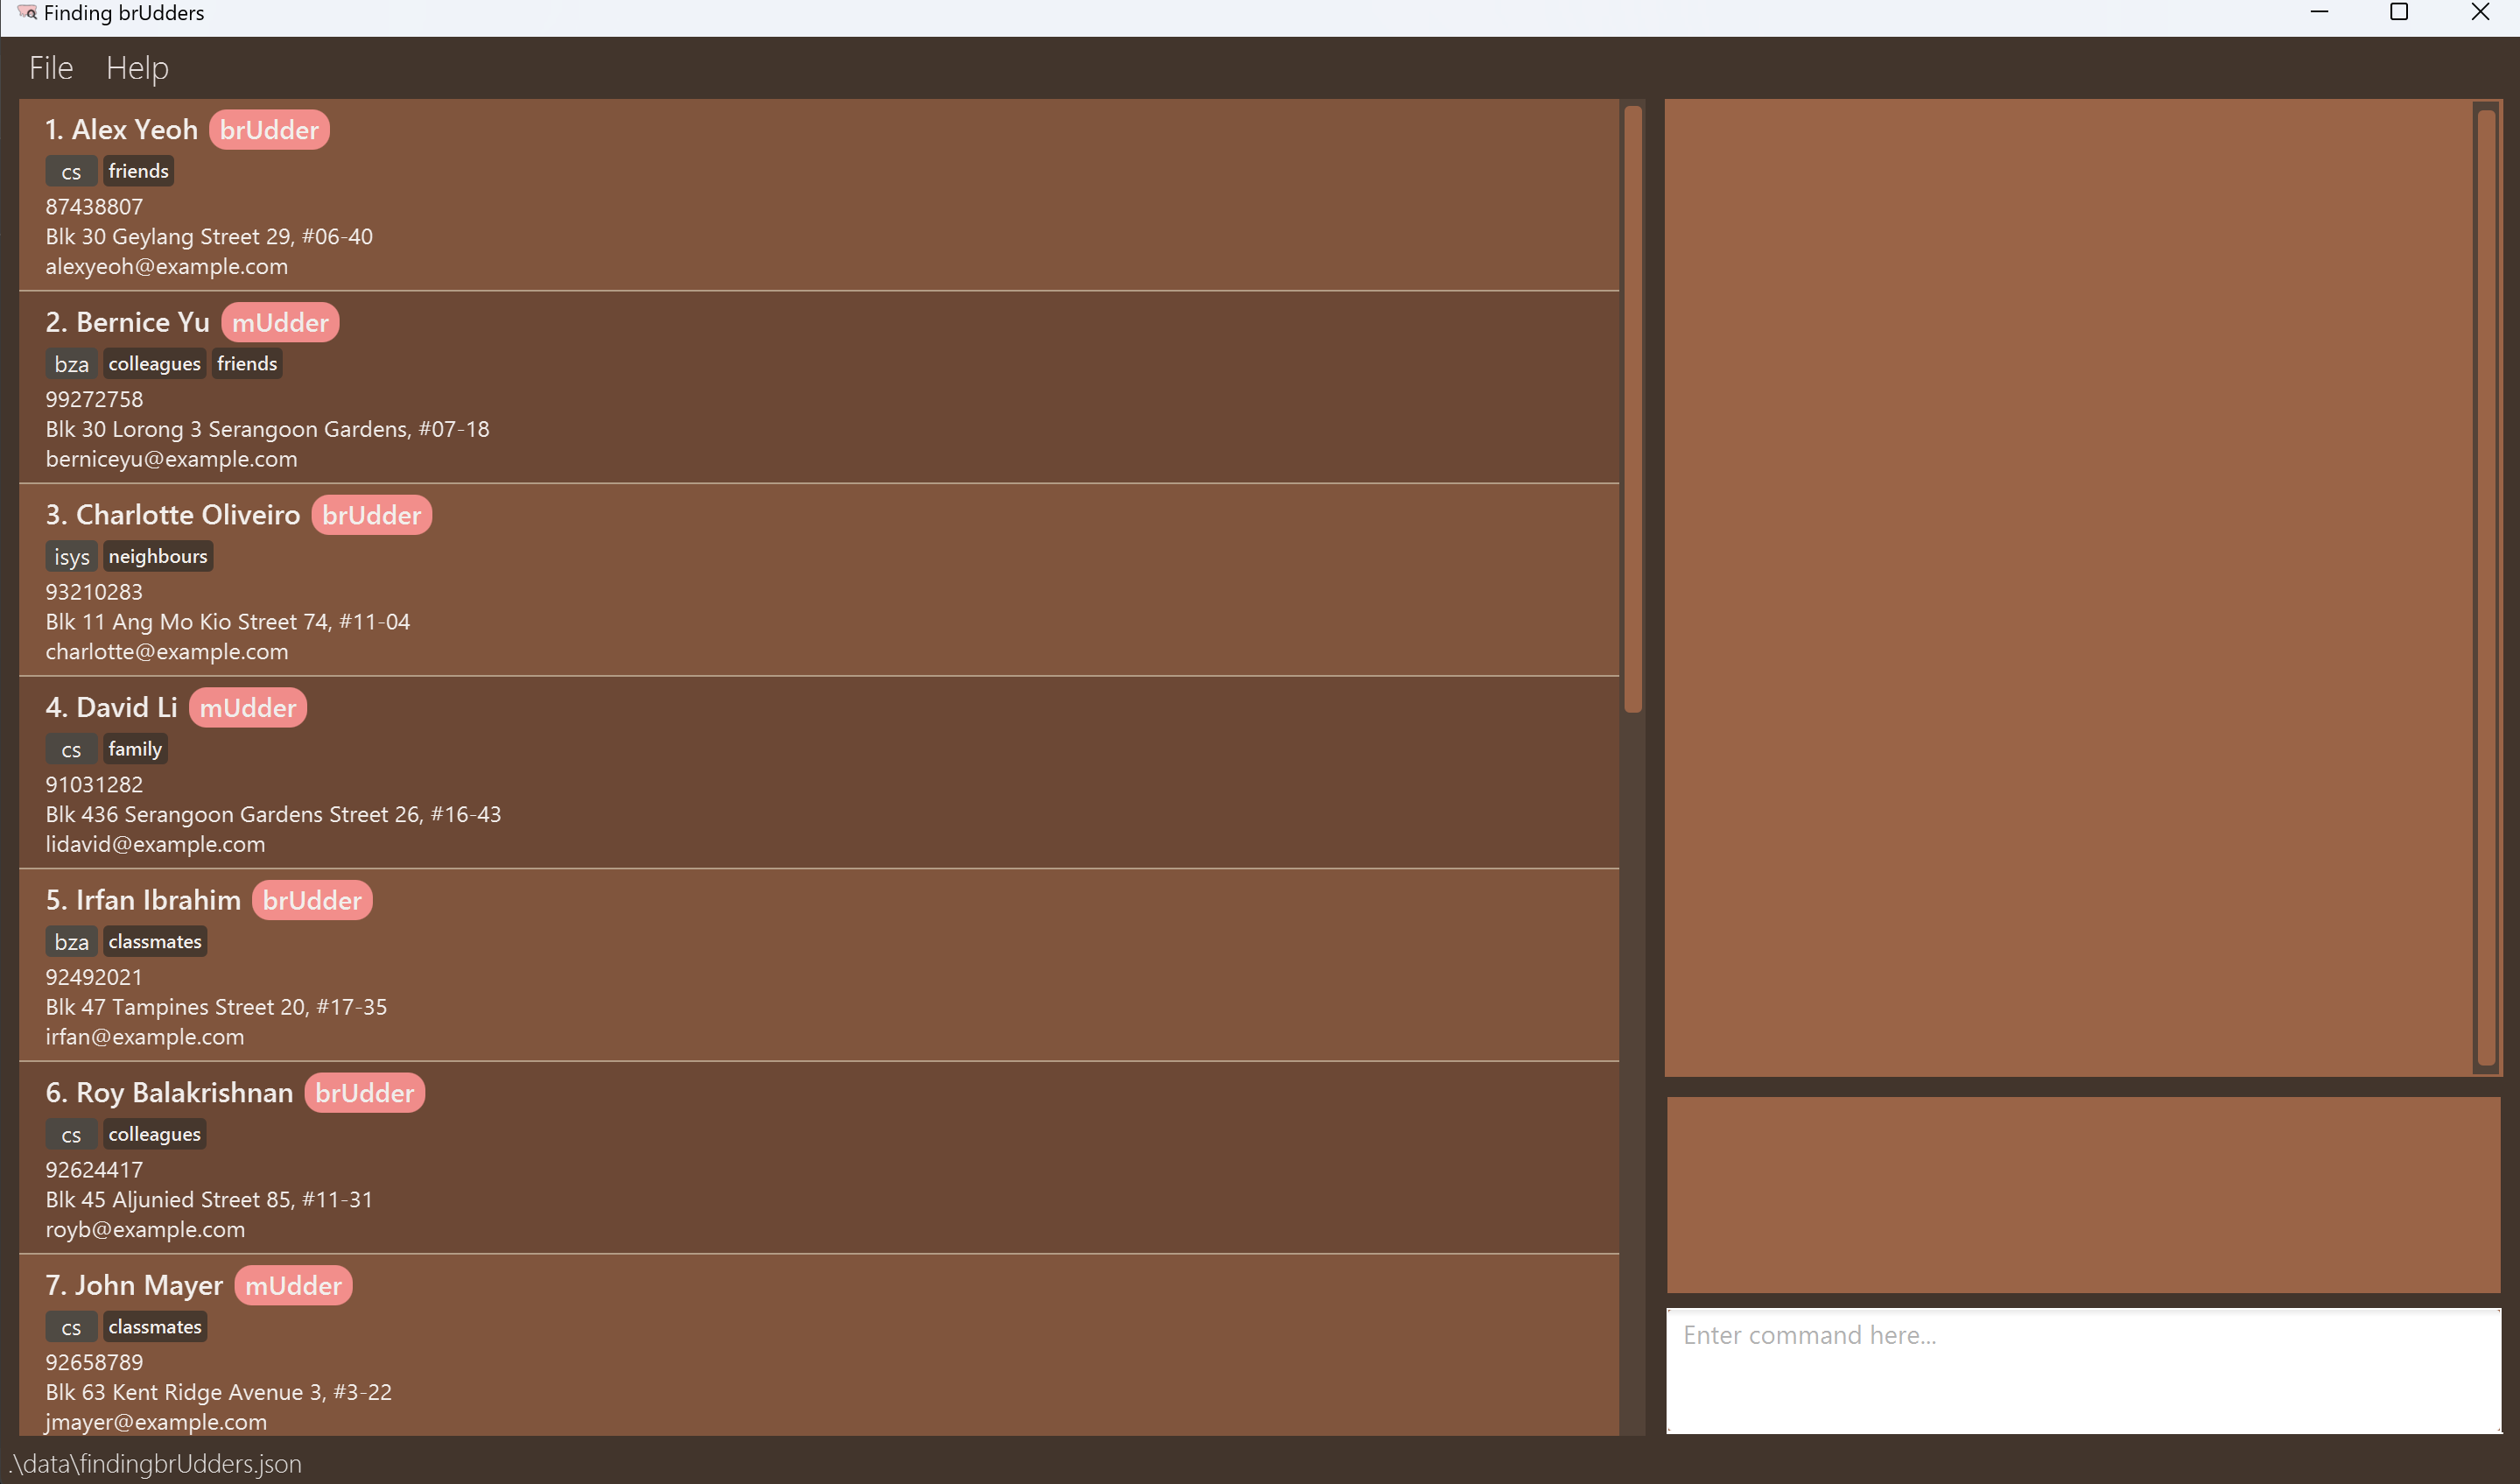 Finding brUdders
File Help
1. Alex Yeoh brUdder
cs friends
87438807
Blk 30 Geylang Street 29, #06-40
alexyeoh@example.com
2. Bernice Yu mUdder
bza colleagues friends
99272758
Blk 30 Lorong 3 Serangoon Gardens, #07-18
berniceyu@example.com
3. Charlotte Oliveiro brUdder
isys neighbours
93210283
Blk 11 Ang Mo Kio Street 74, #11-04
charlotte@example.com
4. David Li mUdder
cs family
91031282
Blk 436 Serangoon Gardens Street 26, #16-43
lidavid@example.com
5. Irfan Ibrahim brUdder
bza classmates
92492021
Blk 47 Tampines Street 20, #17-35
irfan@example.com
6. Roy Balakrishnan brUdder
cs colleagues
92624417
Blk 45 Aljunied Street 85, #11-31
royb@example.com
7. John Mayer mUdder
cs classmates
92658789
Blk 63 Kent Ridge Avenue 3, #3-22
jmayer@example.com
Enter command here...
.\data\findingbrUdders.json